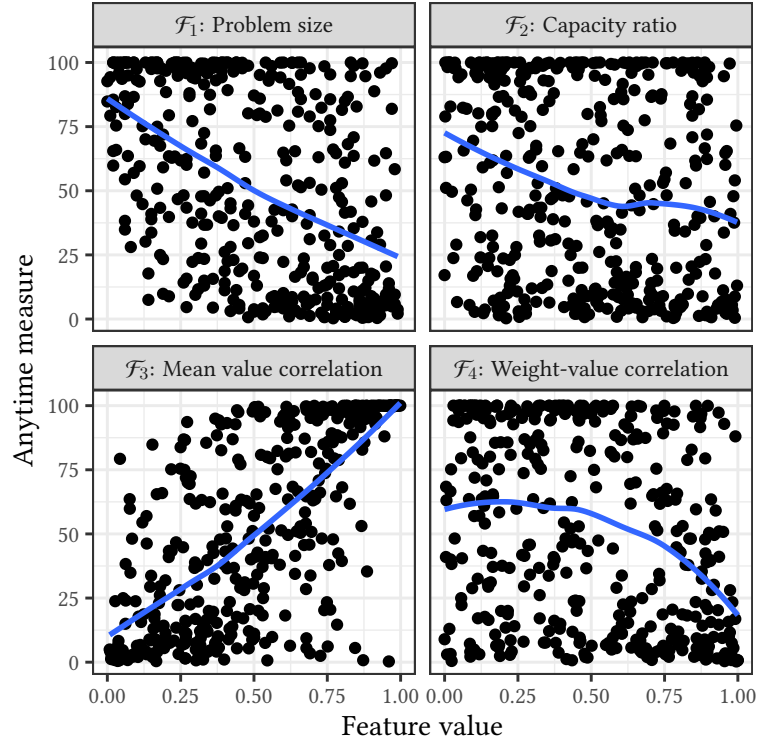 ℱ₁: Problem size
ℱ₂: Capacity ratio
100
75
50
25
0
ℱ₃: Mean value correlation
ℱ₄: Weight-value correlation
100
75
50
25
0
0.00 0.25 0.50 0.75 1.00
0.00 0.25 0.50 0.75 1.00
Feature value
Anytime measure